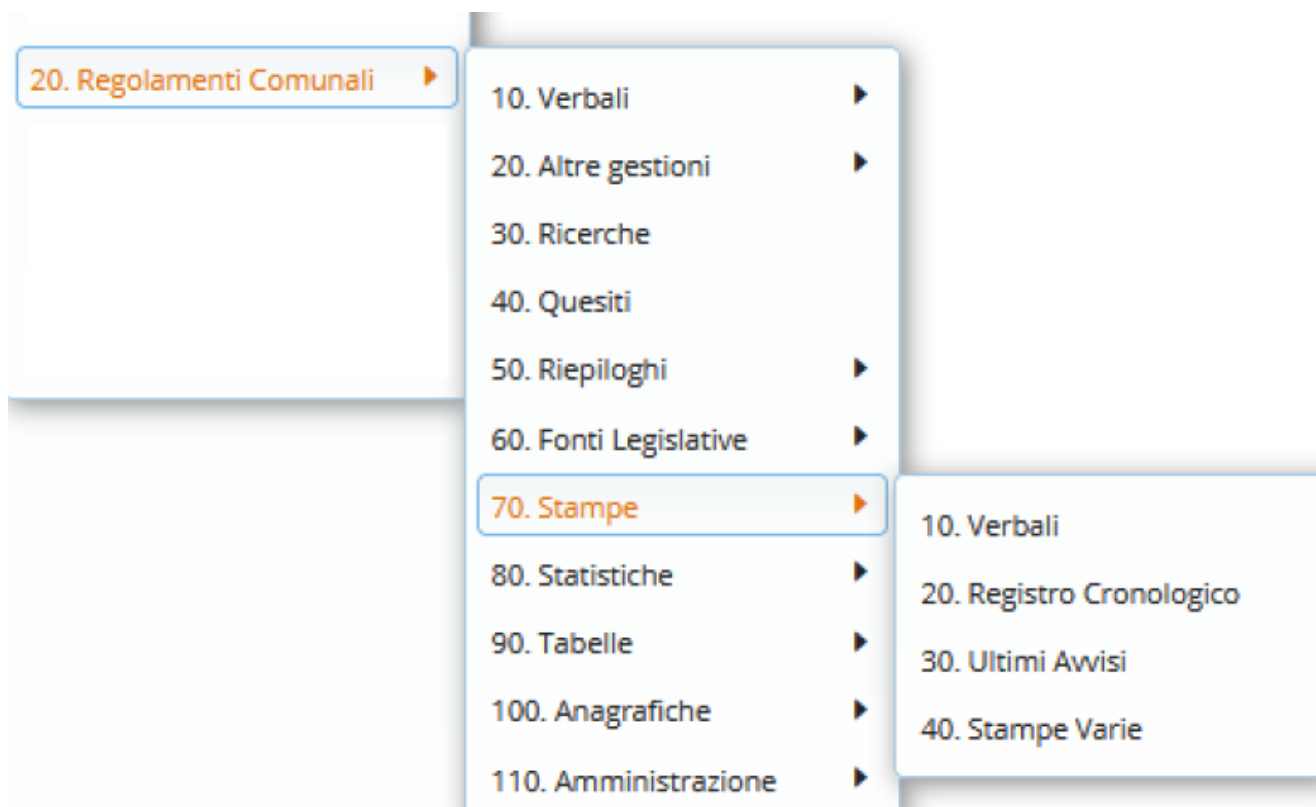 20. Regolamenti Comunali
10. Verbali
20. Altre gestioni
30. Ricerche
40. Quesiti
50. Riepiloghi
60. Fonti Legislative
70. Stampe
80. Statistiche
90. Tabelle
100. Anagrafiche
110. Amministrazione
10. Verbali
20. Registro Cronologico
30. Ultimi Avvisi
40. Stampe Varie